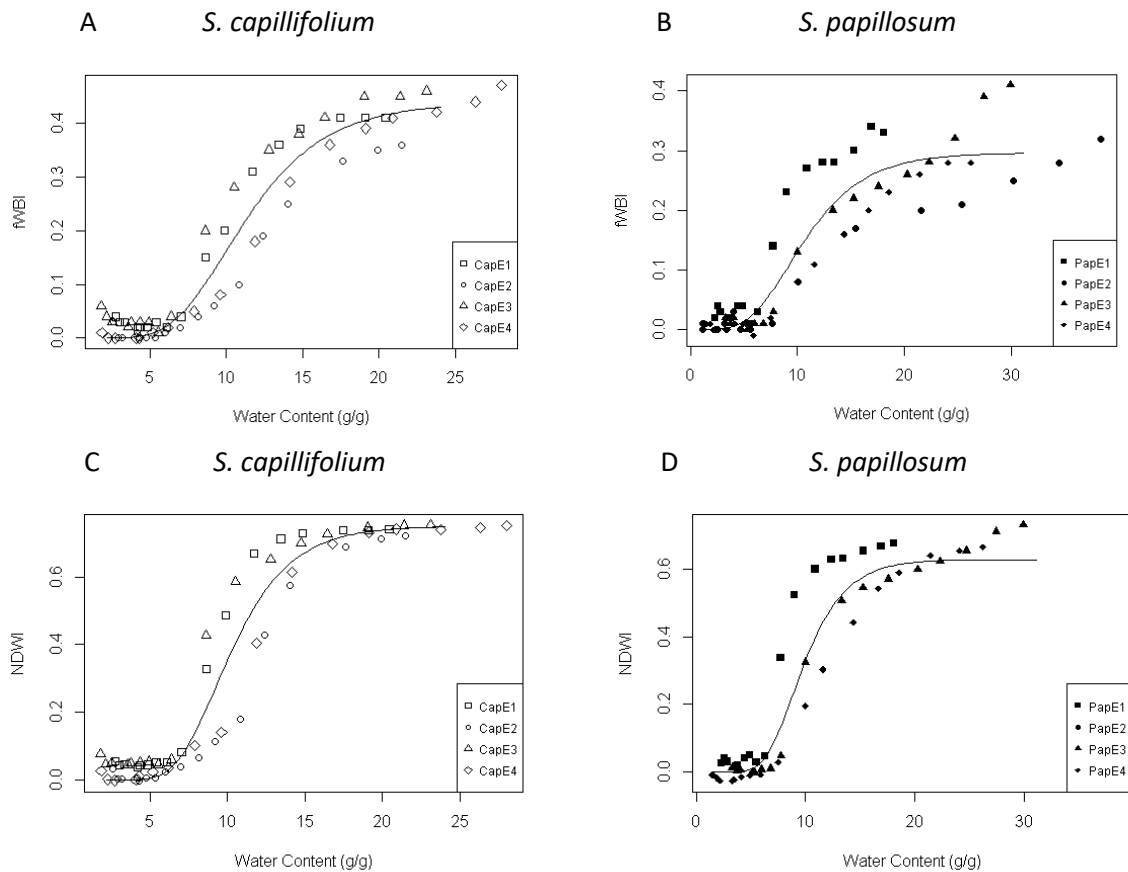 A S. capillifolium
B S. papillosum
fWBI
0.4
0.3
0.2
0.1
0.0
CapE1
CapE2
CapE3
CapE4
5 10 15 20 25
Water Content (g/g)
fWBI
0.4
0.3
0.2
0.1
0.0
PapE1
PapE2
PapE3
PapE4
0 10 20 30
Water Content (g/g)
C S. capillifolium
D S. papillosum
NDWI
0.6
0.4
0.2
0.0
CapE1
CapE2
CapE3
CapE4
5 10 15 20 25
Water Content (g/g)
NDWI
0.6
0.4
0.2
0.0
PapE1
PapE2
PapE3
PapE4
0 10 20 30
Water Content (g/g)